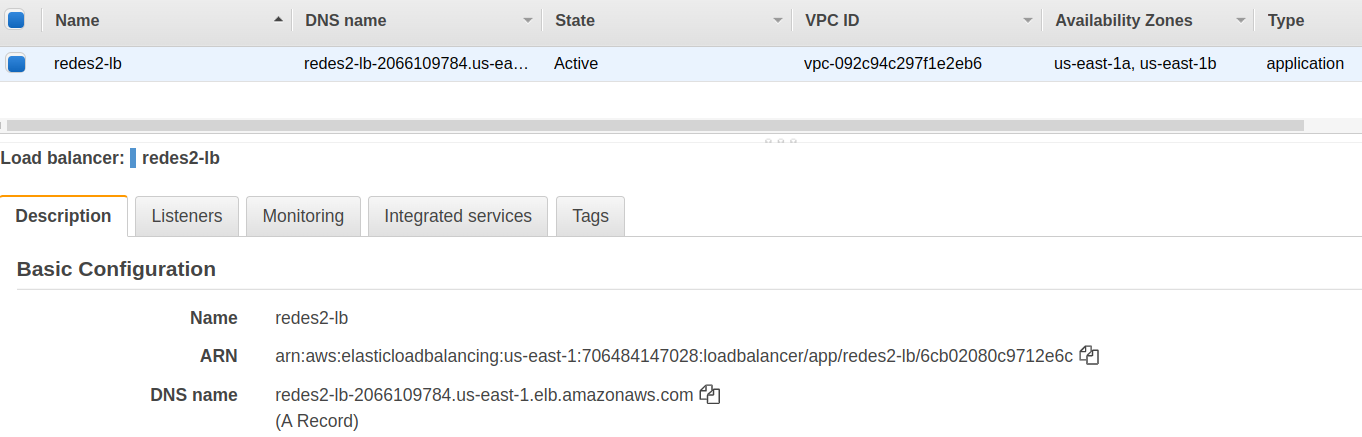 Name DNS name State VPC ID Availability Zones Type
redes2-lb redes2-lb-2066109784.us-ea… Active vpc-092c94c297f1e2eb6 us-east-1a, us-east-1b application
Load balancer: redes2-lb
Description Listeners Monitoring Integrated services Tags
Basic Configuration
Name redes2-lb
ARN arn:aws:elasticloadbalancing:us-east-1:706484147028:loadbalancer/app/redes2-lb/6cb02080c9712e6c
DNS name redes2-lb-2066109784.us-east-1.elb.amazonaws.com
(A Record)